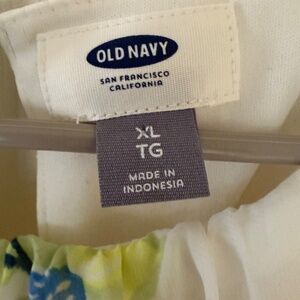 OLD NAVY
SAN FRANCISCO
CALIFORNIA
XL
TG
MADE IN
INDONESIA